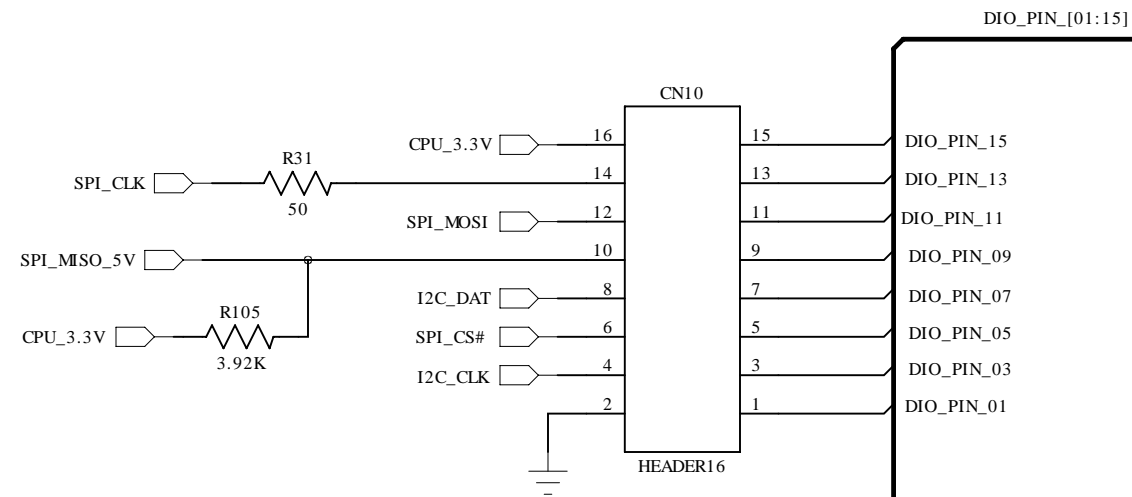 DIO_PIN_[01:15]
CN10
CPU_3.3V 16 15 DIO_PIN_15
R31
SPI_CLK 14 13 DIO_PIN_13
50
SPI_MOSI 12 11 DIO_PIN_11
SPI_MISO_5V 10 9 DIO_PIN_09
I2C_DAT 8 7 DIO_PIN_07
R105
CPU_3.3V SPI_CS# 6 5 DIO_PIN_05
3.92K
I2C_CLK 4 3 DIO_PIN_03
2 1 DIO_PIN_01
HEADER16